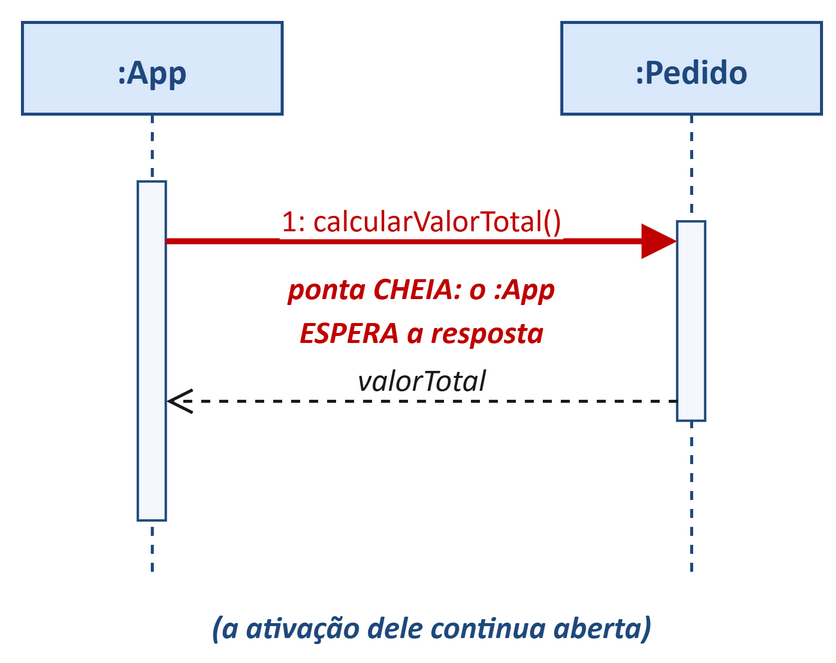 :App
:Pedido
1: calcularValorTotal()
ponta CHEIA: o :App
ESPERA a resposta
valorTotal
(a ativação dele continua aberta)